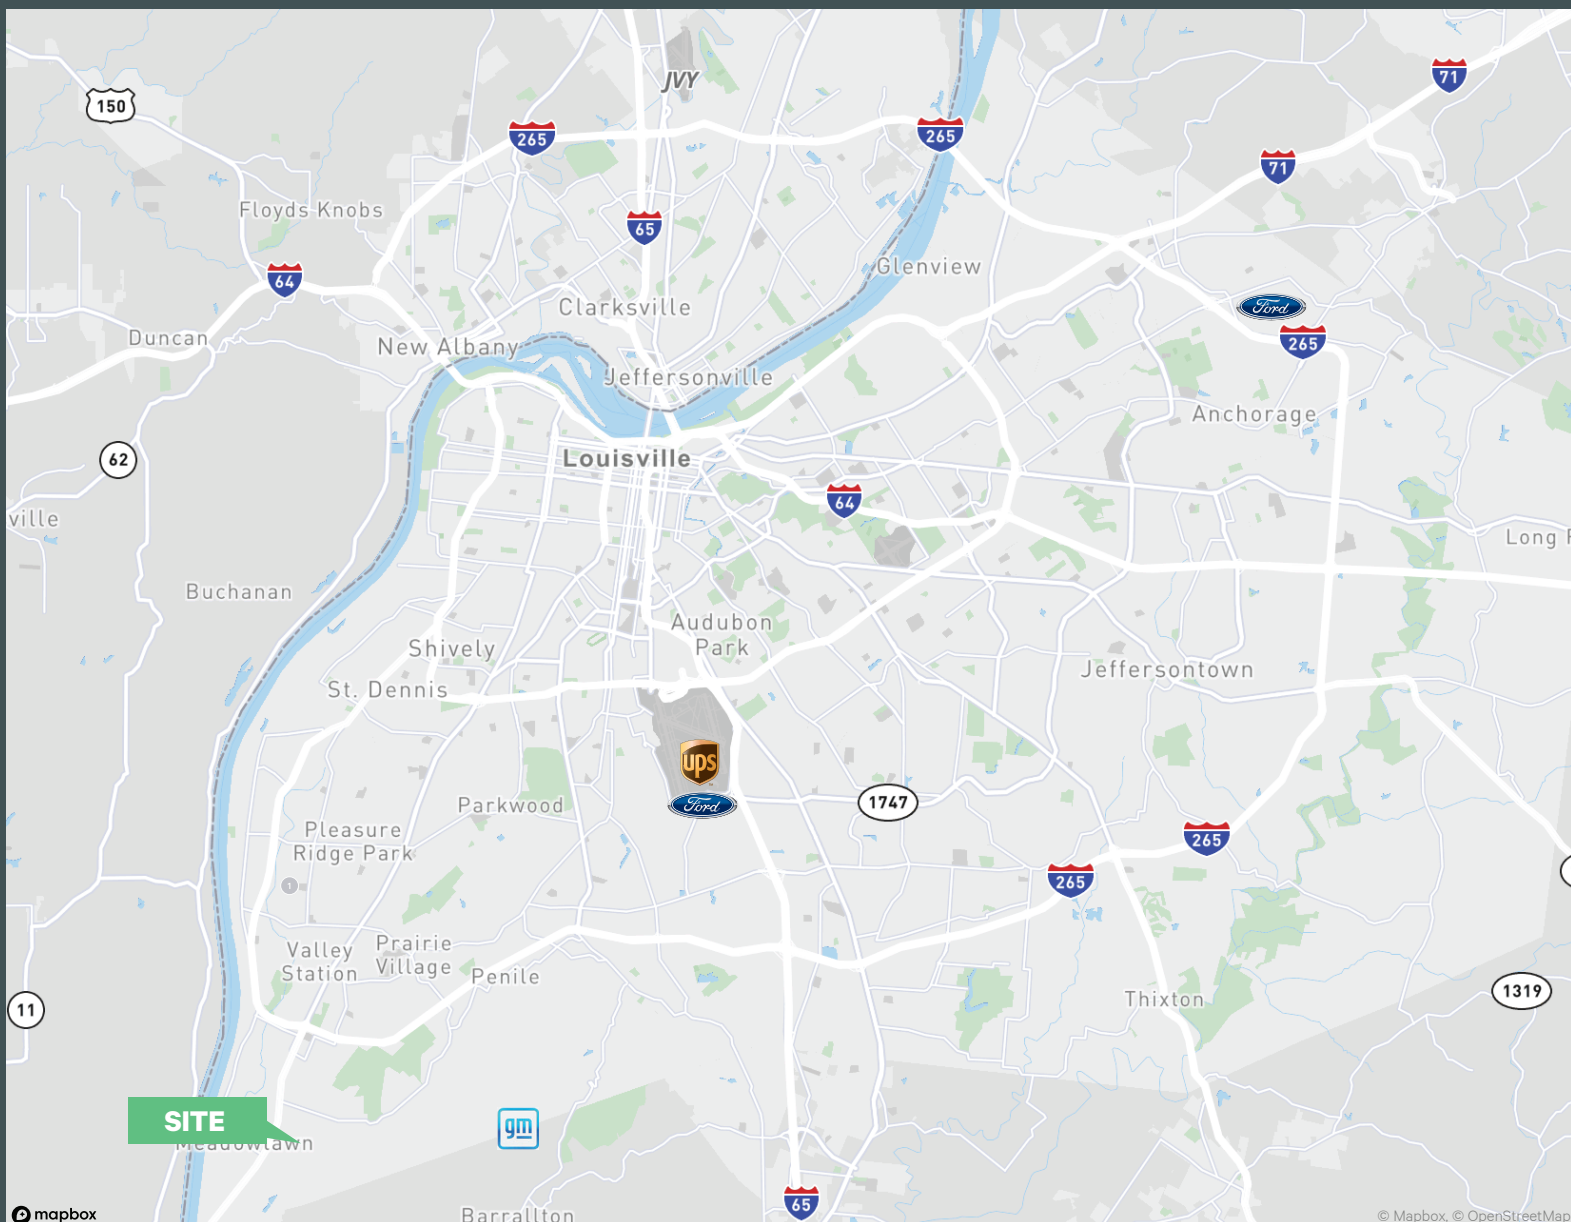 JVY
71
150
265
265
71
Floyds Knobs
65
Glenview
64
Clarksville
Ford
Duncan
New Albany
265
Jeffersonville
Anchorage
62
Louisville
64
ville
Long
Buchanan
Audubon
Park
Shively
Jeffersontown
St. Dennis
ups
Ford
1747
Parkwood
Pleasure
Ridge Park
265
265
1
Valley
Station
Prairie
Village
Penile
1319
Thixton
11
SITE
gm
Meadowlawn
65
mapbox
Barrallton
© Mapbox, © OpenStreetMap